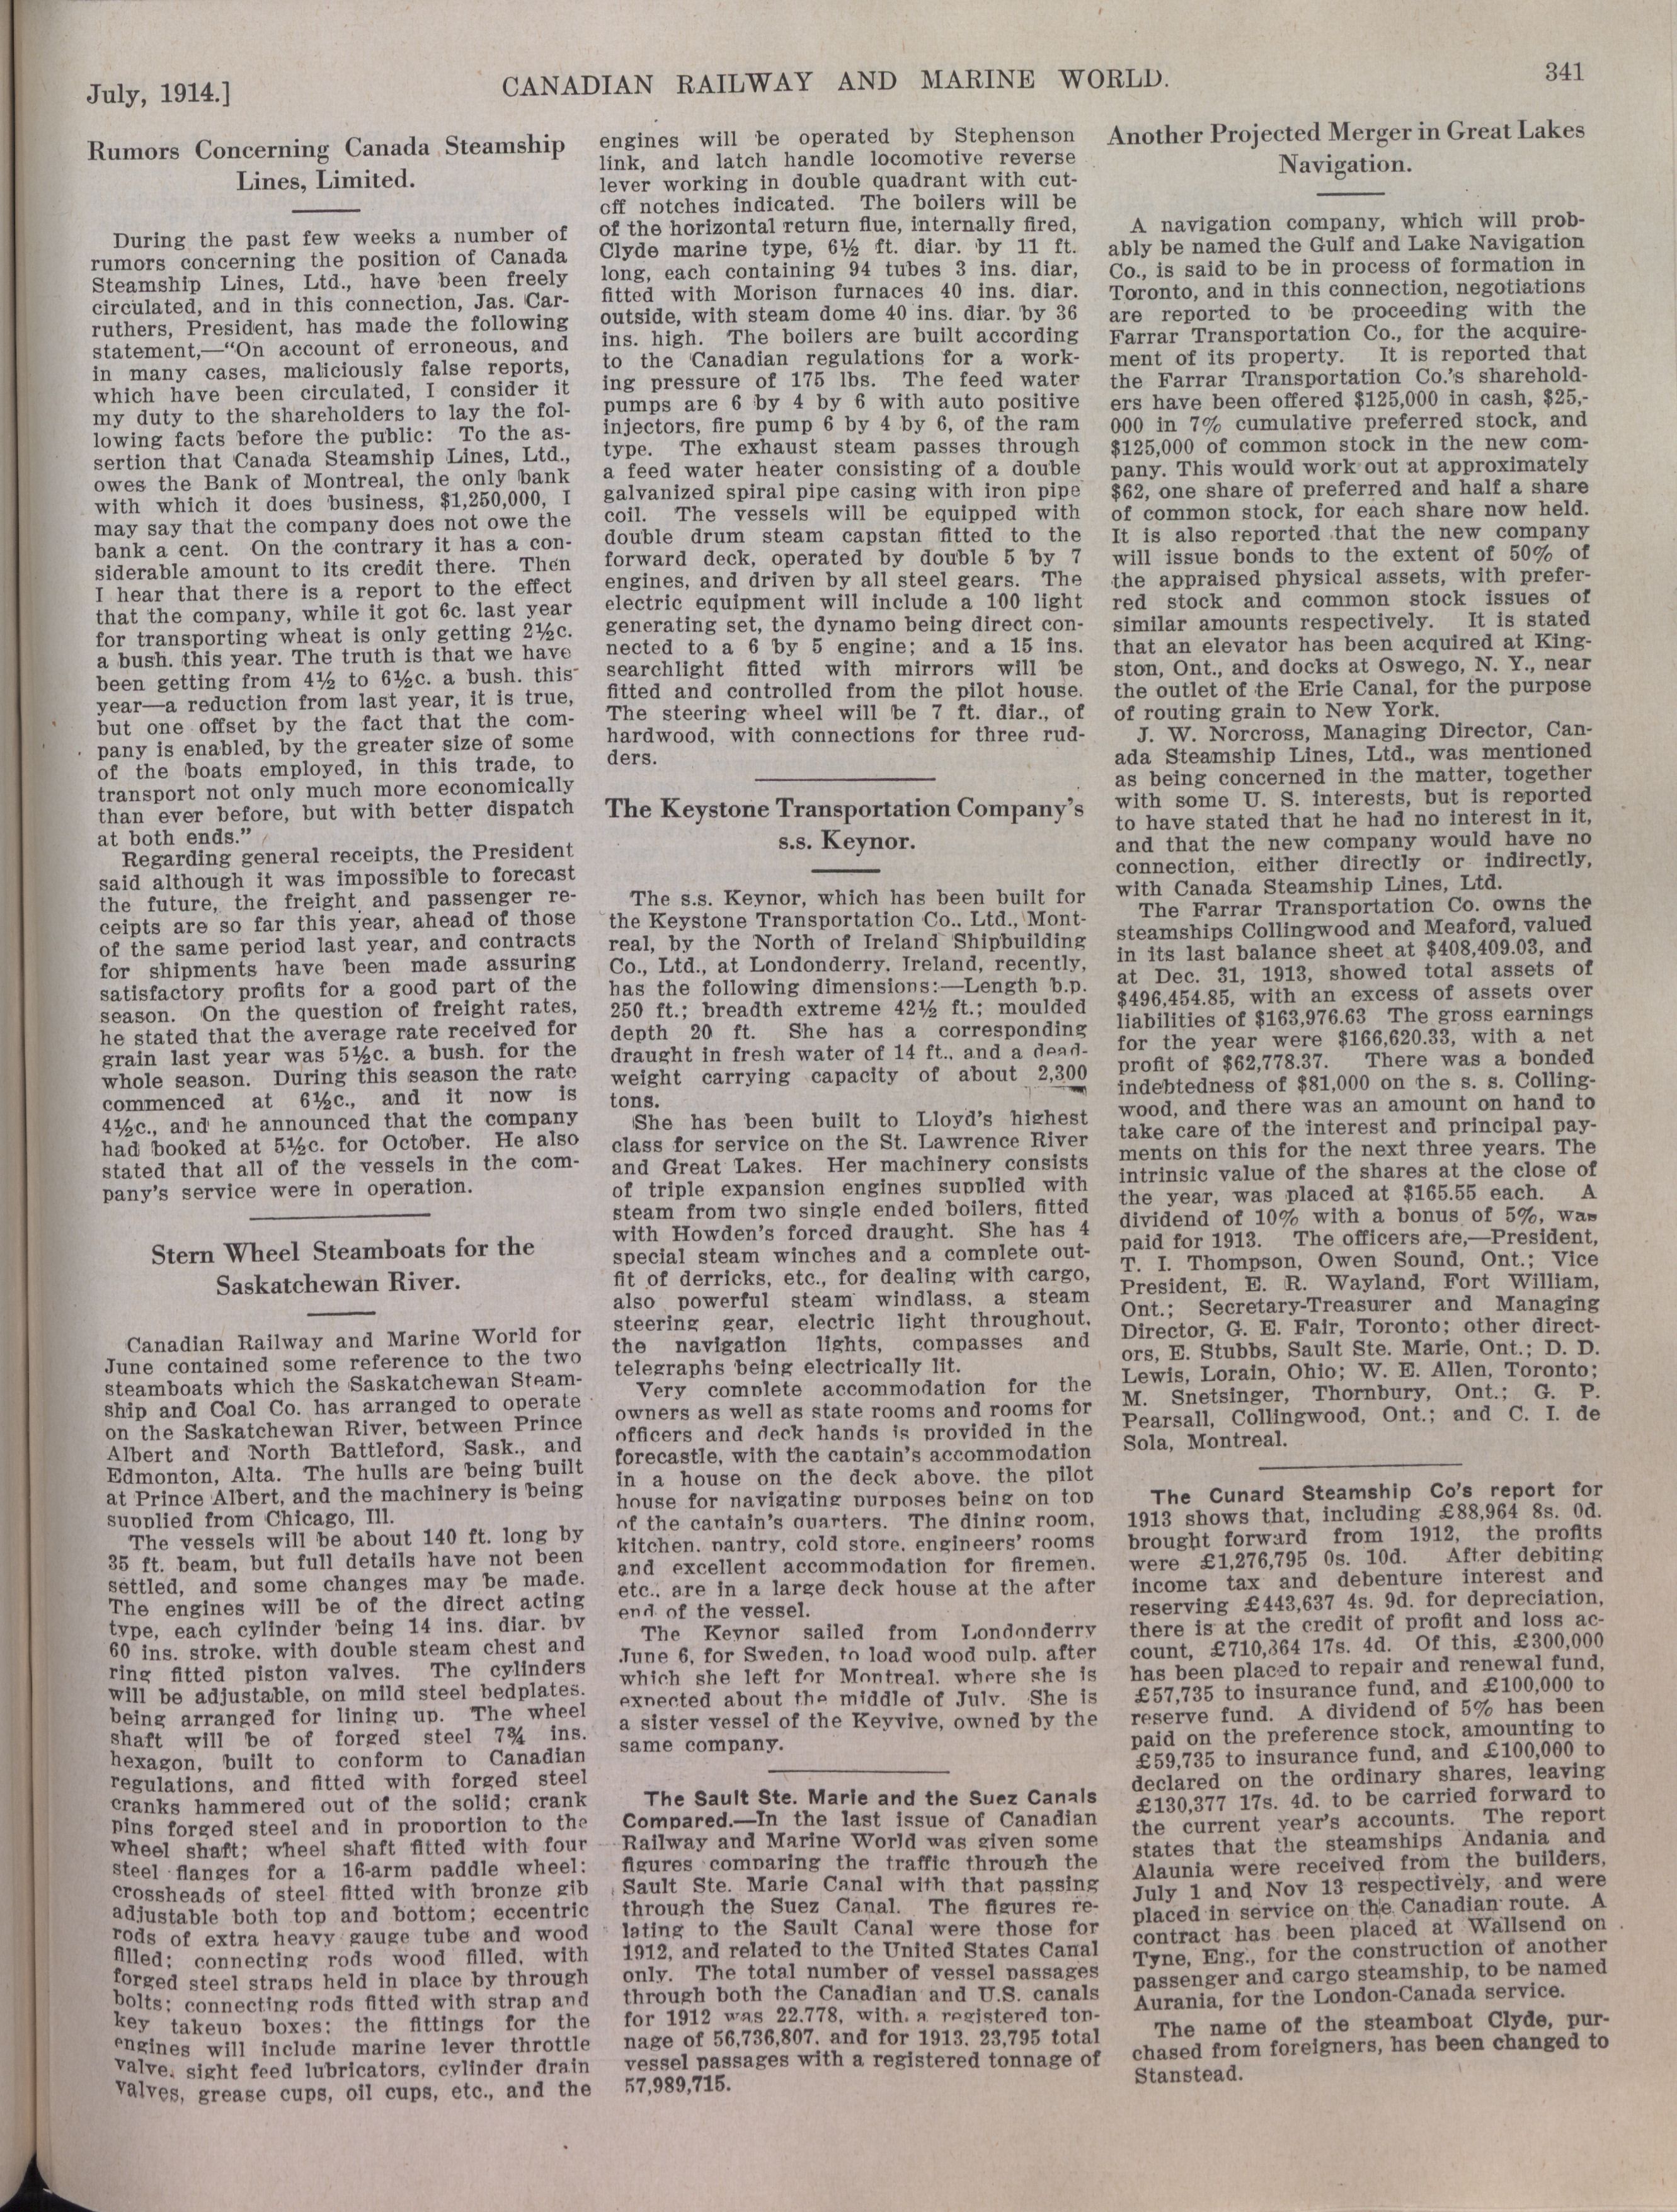 July, 1914.]
CANADIAN RAILWAY AND MARINE WORLD.
341
Rumors Concerning Canada Steamship
Lines, Limited.
During the past few weeks a number of
rumors concerning the position of Canada
Steamship Lines, Ltd., have been freely
circulated, and in this connection, Jas. Car-
ruthers, President, has made the following
statement,—“On account of erroneous, and
in many cases, maliciously false reports,
which have been circulated, I consider it
my duty to the shareholders to lay the fol-
lowing facts before the public: To the as-
sertion that Canada Steamship Lines, Ltd.,
owes the Bank of Montreal, the only bank
with which it does business, $1,250,000, I
may say that the company does not owe the
bank a cent. On the contrary it has a con-
siderable amount to its credit there. Then
I hear that there is a report to the effect
that the company, while it got 6c. last year
for transporting wheat is only getting 2½c.
a bush. this year. The truth is that we have
been getting from 4½ to 6½c. a bush. this
year—a reduction from last year, it is true,
but one offset by the fact that the com-
pany is enabled, by the greater size of some
of the boats employed, in this trade, to
transport not only much more economically
than ever before, but with better dispatch
at both ends.”
Regarding general receipts, the President
said although it was impossible to forecast
the future, the freight and passenger re-
ceipts are so far this year, ahead of those
of the same period last year, and contracts
for shipments have been made assuring
satisfactory profits for a good part of the
season. On the question of freight rates,
he stated that the average rate received for
grain last year was 5½c. a bush. for the
whole season. During this season the rate
commenced at 6½c., and it now is
4½c., and he announced that the company
had booked at 5½c. for October. He also
stated that all of the vessels in the com-
pany's service were in operation.
Stern Wheel Steamboats for the
Saskatchewan River.
Canadian Railway and Marine World for
June contained some reference to the two
steamboats which the Saskatchewan Steam-
ship and Coal Co. has arranged to operate
on the Saskatchewan River, between Prince
Albert and North Battleford, Sask., and
Edmonton, Alta. The hulls are being built
at Prince Albert, and the machinery is being
supplied from Chicago, Ill.
The vessels will be about 140 ft. long by
35 ft. beam, but full details have not been
settled, and some changes may be made.
The engines will be of the direct acting
type, each cylinder being 14 ins. diar. by
60 ins. stroke, with double steam chest and
ring fitted piston valves. The cylinders
will be adjustable, on mild steel bedplates.
being arranged for lining up. The wheel
shaft will be of forged steel 7¾ ins.
hexagon, built to conform to Canadian
regulations, and fitted with forged steel
cranks hammered out of the solid; crank
pins forged steel and in proportion to the
wheel shaft; wheel shaft fitted with four
steel flanges for a 16-arm paddle wheel;
crossheads of steel fitted with bronze gib
adjustable both top and bottom; eccentric
rods of extra heavy gauge tube and wood
filled; connecting rods wood filled, with
forged steel straps held in place by through
bolts; connecting rods fitted with strap and
key takeup boxes; the fittings for the
engines will include marine lever throttle
valve, sight feed lubricators, cylinder drain
valves, grease cups, oil cups, etc., and the
engines will be operated by Stephenson
link, and latch handle locomotive reverse
lever working in double quadrant with cut-
off notches indicated. The boilers will be
of the horizontal return flue, internally fired,
Clyde marine type, 6½ ft. diar. by 11 ft.
long, each containing 94 tubes 3 ins. diar,
fitted with Morison furnaces 40 ins. diar.
outside, with steam dome 40 ins. diar. by 36
ins. high. The boilers are built according
to the Canadian regulations for a work-
ing pressure of 175 lbs. The feed water
pumps are 6 by 4 by 6 with auto positive
injectors, fire pump 6 by 4 by 6, of the ram
type. The exhaust steam passes through
a feed water heater consisting of a double
galvanized spiral pipe casing with iron pipe
coil. The vessels will be equipped with
double drum steam capstan fitted to the
forward deck, operated by double 5 by 7
engines, and driven by all steel gears. The
electric equipment will include a 100 light
generating set, the dynamo being direct con-
nected to a 6 by 5 engine; and a 15 ins.
searchlight fitted with mirrors will be
fitted and controlled from the pilot house.
The steering wheel will be 7 ft. diar., of
hardwood, with connections for three rud-
ders.
The Keystone Transportation Company's
s.s. Keynor.
The s.s. Keynor, which has been built for
the Keystone Transportation Co., Ltd., Mont-
real, by the North of Ireland Shipbuilding
Co., Ltd., at Londonderry, Ireland, recently,
has the following dimensions:—Length b.p.
250 ft.; breadth extreme 42½ ft.; moulded
depth 20 ft. She has a corresponding
draught in fresh water of 14 ft., and a dead-
weight carrying capacity of about 2,300
tons.
She has been built to Lloyd's highest
class for service on the St. Lawrence River
and Great Lakes. Her machinery consists
of triple expansion engines supplied with
steam from two single ended boilers, fitted
with Howden's forced draught. She has 4
special steam winches and a complete out-
fit of derricks, etc., for dealing with cargo,
also powerful steam windlass, a steam
steering gear, electric light throughout,
the navigation lights, compasses and
telegraphs being electrically lit.
Very complete accommodation for the
owners as well as state rooms and rooms for
officers and deck hands is provided in the
forecastle, with the captain's accommodation
in a house on the deck above, the pilot
house for navigating purposes being on top
of the captain's quarters. The dining room,
kitchen, pantry, cold store, engineers' rooms
and excellent accommodation for firemen,
etc., are in a large deck house at the after
end of the vessel.
The Keynor sailed from Londonderry
June 6, for Sweden, to load wood pulp, after
which she left for Montreal, where she is
expected about the middle of July. She is
a sister vessel of the Keyvive, owned by the
same company.
The Sault Ste. Marie and the Suez Canals
Compared.—In the last issue of Canadian
Railway and Marine World was given some
figures comparing the traffic through the
Sault Ste. Marie Canal with that passing
through the Suez Canal. The figures re-
lating to the Sault Canal were those for
1912, and related to the United States Canal
only. The total number of vessel passages
through both the Canadian and U.S. canals
for 1912 was 22,778, with a registered ton-
nage of 56,736,807, and for 1913, 23,795 total
vessel passages with a registered tonnage of
57,989,715.
Another Projected Merger in Great Lakes
Navigation.
A navigation company, which will prob-
ably be named the Gulf and Lake Navigation
Co., is said to be in process of formation in
Toronto, and in this connection, negotiations
are reported to be proceeding with the
Farrar Transportation Co., for the acquire-
ment of its property. It is reported that
the Farrar Transportation Co.'s sharehold-
ers have been offered $125,000 in cash, $25,-
000 in 7% cumulative preferred stock, and
$125,000 of common stock in the new com-
pany. This would work out at approximately
$62, one share of preferred and half a share
of common stock, for each share now held.
It is also reported that the new company
will issue bonds to the extent of 50% of
the appraised physical assets, with prefer-
red stock and common stock issues of
similar amounts respectively. It is stated
that an elevator has been acquired at King-
ston, Ont., and docks at Oswego, N. Y., near
the outlet of the Erie Canal, for the purpose
of routing grain to New York.
J. W. Norcross, Managing Director, Can-
ada Steamship Lines, Ltd., was mentioned
as being concerned in the matter, together
with some U. S. interests, but is reported
to have stated that he had no interest in it,
and that the new company would have no
connection, either directly or indirectly,
with Canada Steamship Lines, Ltd.
The Farrar Transportation Co. owns the
steamships Collingwood and Meaford, valued
in its last balance sheet at $408,409.03, and
at Dec. 31, 1913, showed total assets of
$496,454.85, with an excess of assets over
liabilities of $163,976.63 The gross earnings
for the year were $166,620.33, with a net
profit of $62,778.37. There was a bonded
indebtedness of $81,000 on the s. s. Colling-
wood, and there was an amount on hand to
take care of the interest and principal pay-
ments on this for the next three years. The
intrinsic value of the shares at the close of
the year, was placed at $165.55 each. A
dividend of 10% with a bonus of 5%, was
paid for 1913. The officers are,—President,
T. I. Thompson, Owen Sound, Ont.; Vice
President, E. R. Wayland, Fort William,
Ont.; Secretary-Treasurer and Managing
Director, G. E. Fair, Toronto; other direct-
ors, E. Stubbs, Sault Ste. Marie, Ont.; D. D.
Lewis, Lorain, Ohio; W. E. Allen, Toronto;
M. Snetsinger, Thornbury, Ont.; G. P.
Pearsall, Collingwood, Ont.; and C. I. de
Sola, Montreal.
The Cunard Steamship Co's report for
1913 shows that, including £88,964 8s. 0d.
brought forward from 1912, the profits
were £1,276,795 0s. 10d. After debiting
income tax and debenture interest and
reserving £443,637 4s. 9d. for depreciation,
there is at the credit of profit and loss ac-
count, £710,364 17s. 4d. Of this, £300,000
has been placed to repair and renewal fund,
£57,735 to insurance fund, and £100,000 to
reserve fund. A dividend of 5% has been
paid on the preference stock, amounting to
£59,735 to insurance fund, and £100,000 to
declared on the ordinary shares, leaving
£130,377 17s. 4d. to be carried forward to
the current year's accounts. The report
states that the steamships Andania and
Alaunia were received from the builders,
July 1 and Nov 13 respectively, and were
placed in service on the Canadian route. A
contract has been placed at Wallsend on
Tyne, Eng., for the construction of another
passenger and cargo steamship, to be named
Aurania, for the London-Canada service.
The name of the steamboat Clyde, pur-
chased from foreigners, has been changed to
Stanstead.